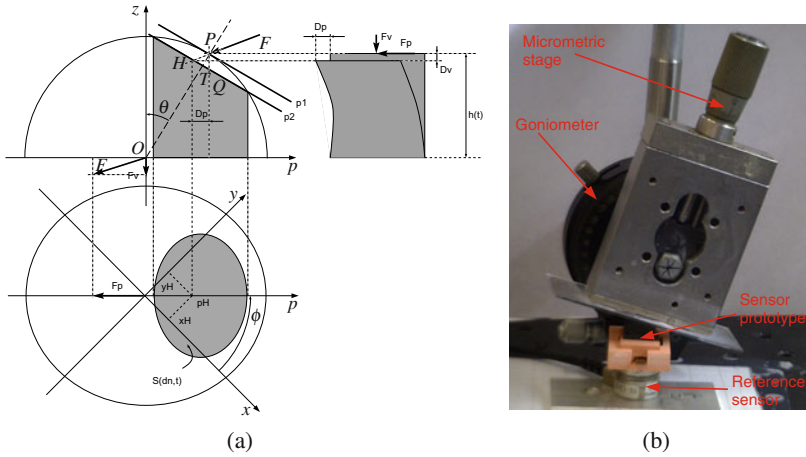 z
P
F
H
T
Q
Dp
θ
p1
p2
O
p
F
Fv
Dp
Fv
Fp
Dv
h(t)
y
Fp
yH
pH
xH
p
ϕ
S(dn,t)
x
(a)
Micrometric
stage
Goniometer
Sensor
prototype
Reference
sensor
(b)